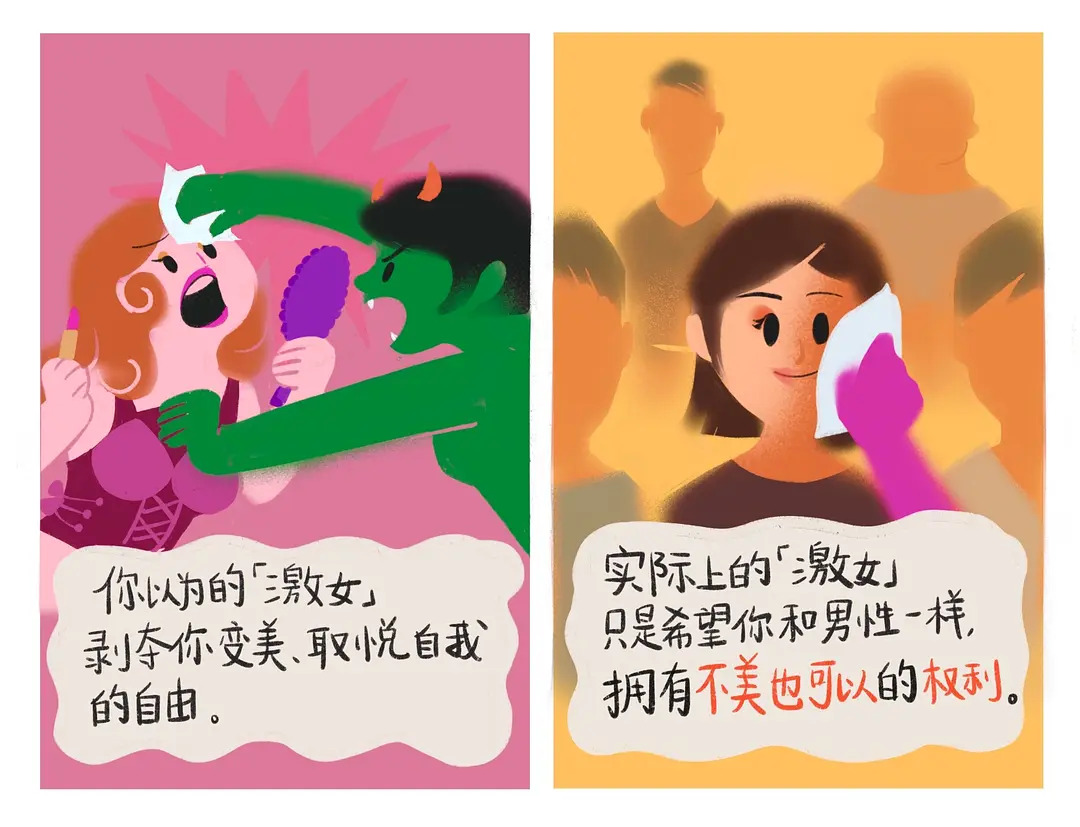 你以为的「激女」
剥夺你变美、取悦自我
的自由。
实际上的「激女」
只是希望你和男性一样，
拥有不美也可以的权利。